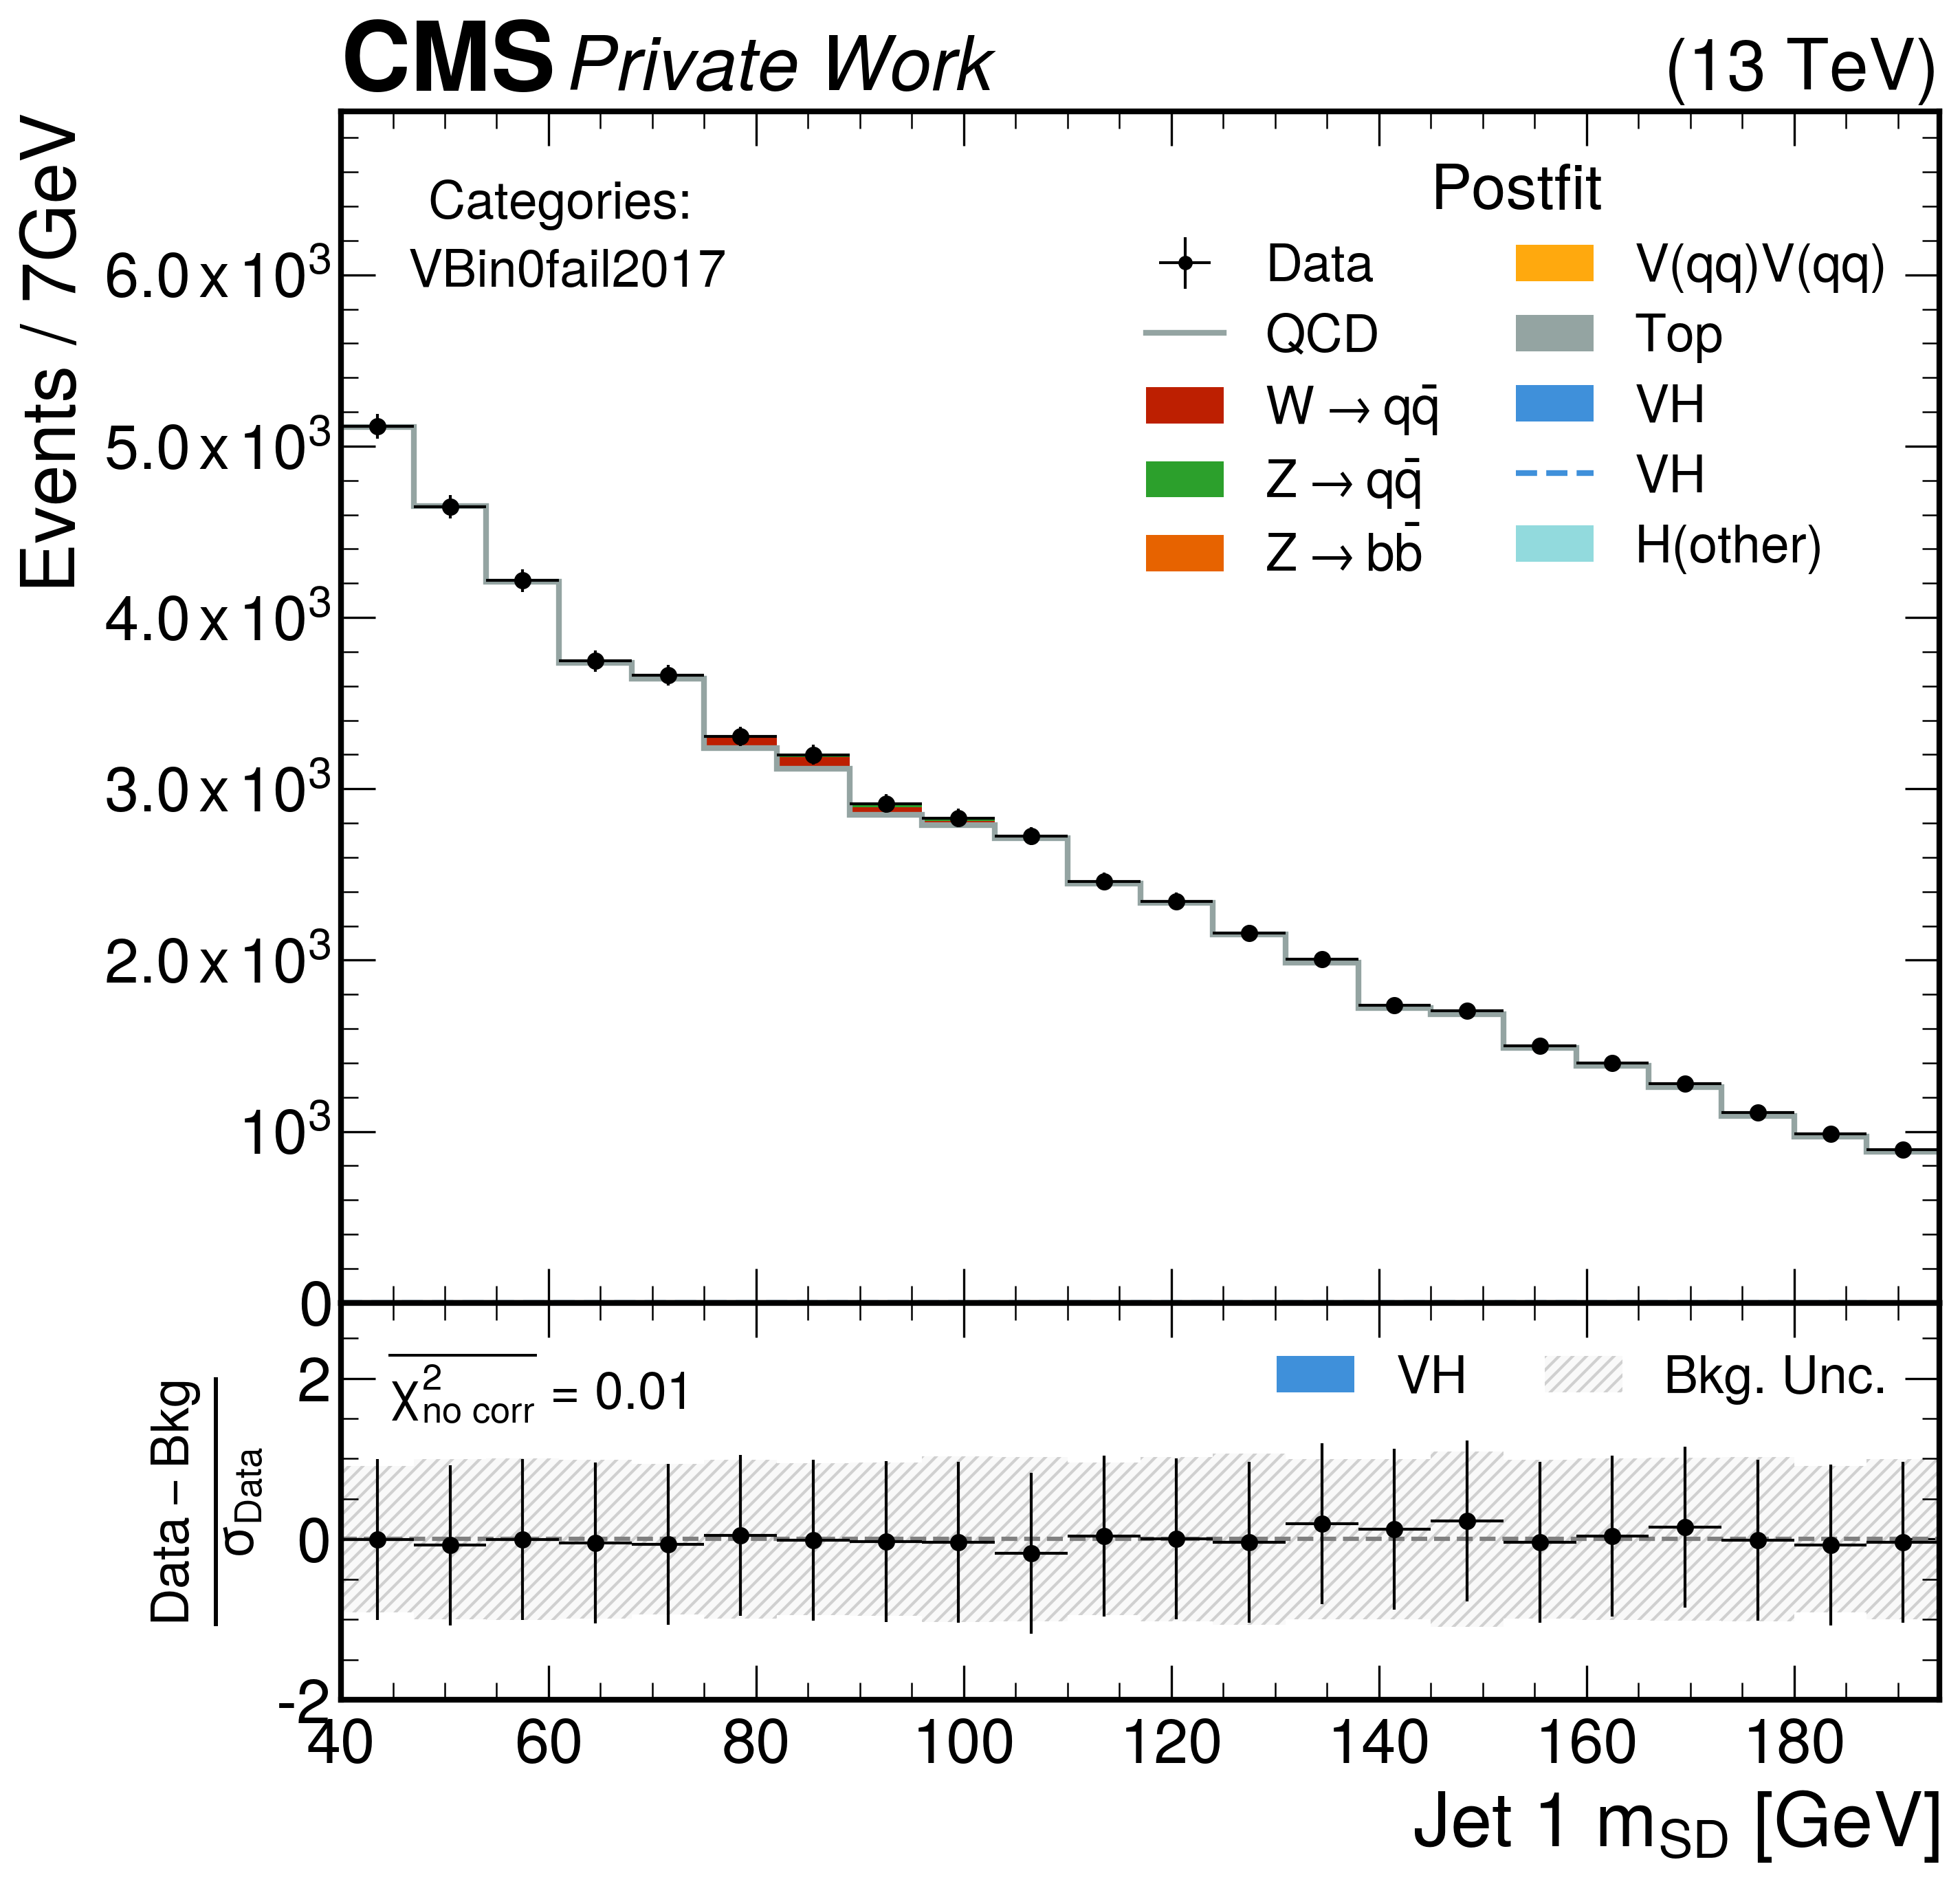 CMS Private Work (13 TeV)
Events / 7GeV
Categories:
VBin0fail2017
Postfit
Data
QCD
W → qq̄
Z → qq̄
Z → bb̄
V(qq)V(qq)
Top
VH
VH
H(other)
6.0 x 10³
5.0 x 10³
4.0 x 10³
3.0 x 10³
2.0 x 10³
10³
0
Data − Bkg
σ_Data
χ²_no corr = 0.01
VH
Bkg. Unc.
2
0
-2
40 60 80 100 120 140 160 180
Jet 1 m_SD [GeV]